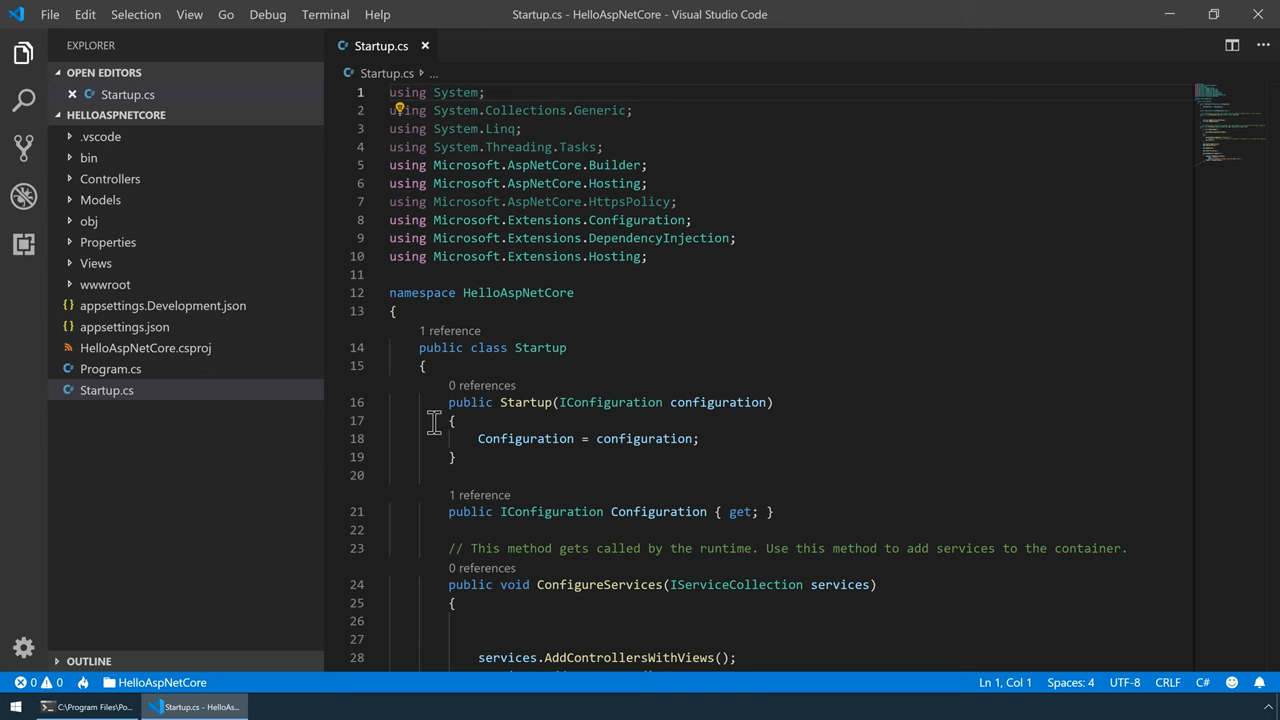 File Edit Selection View Go Debug Terminal Help Startup.cs - HelloAspNetCore - Visual Studio Code
EXPLORER
OPEN EDITORS
Startup.cs
HELLOASPNETCORE
.vscode
bin
Controllers
Models
obj
Properties
Views
wwwroot
{} appsettings.Development.json
{} appsettings.json
HelloAspNetCore.csproj
Program.cs
Startup.cs
OUTLINE
Startup.cs
Startup.cs ...
1 using System;
2 using System.Collections.Generic;
3 using System.Linq;
4 using System.Threading.Tasks;
5 using Microsoft.AspNetCore.Builder;
6 using Microsoft.AspNetCore.Hosting;
7 using Microsoft.AspNetCore.HttpsPolicy;
8 using Microsoft.Extensions.Configuration;
9 using Microsoft.Extensions.DependencyInjection;
10 using Microsoft.Extensions.Hosting;
11
12 namespace HelloAspNetCore
13 {
1 reference
14 public class Startup
15 {
0 references
16 public Startup(IConfiguration configuration)
17 {
18 Configuration = configuration;
19 }
20
1 reference
21 public IConfiguration Configuration { get; }
22
23 // This method gets called by the runtime. Use this method to add services to the container.
0 references
24 public void ConfigureServices(IServiceCollection services)
25 {
26
27
28 services.AddControllersWithViews();
0 0 HelloAspNetCore Ln 1, Col 1 Spaces: 4 UTF-8 CRLF C#
C:\Program Files\Po... Startup.cs - HelloAs...